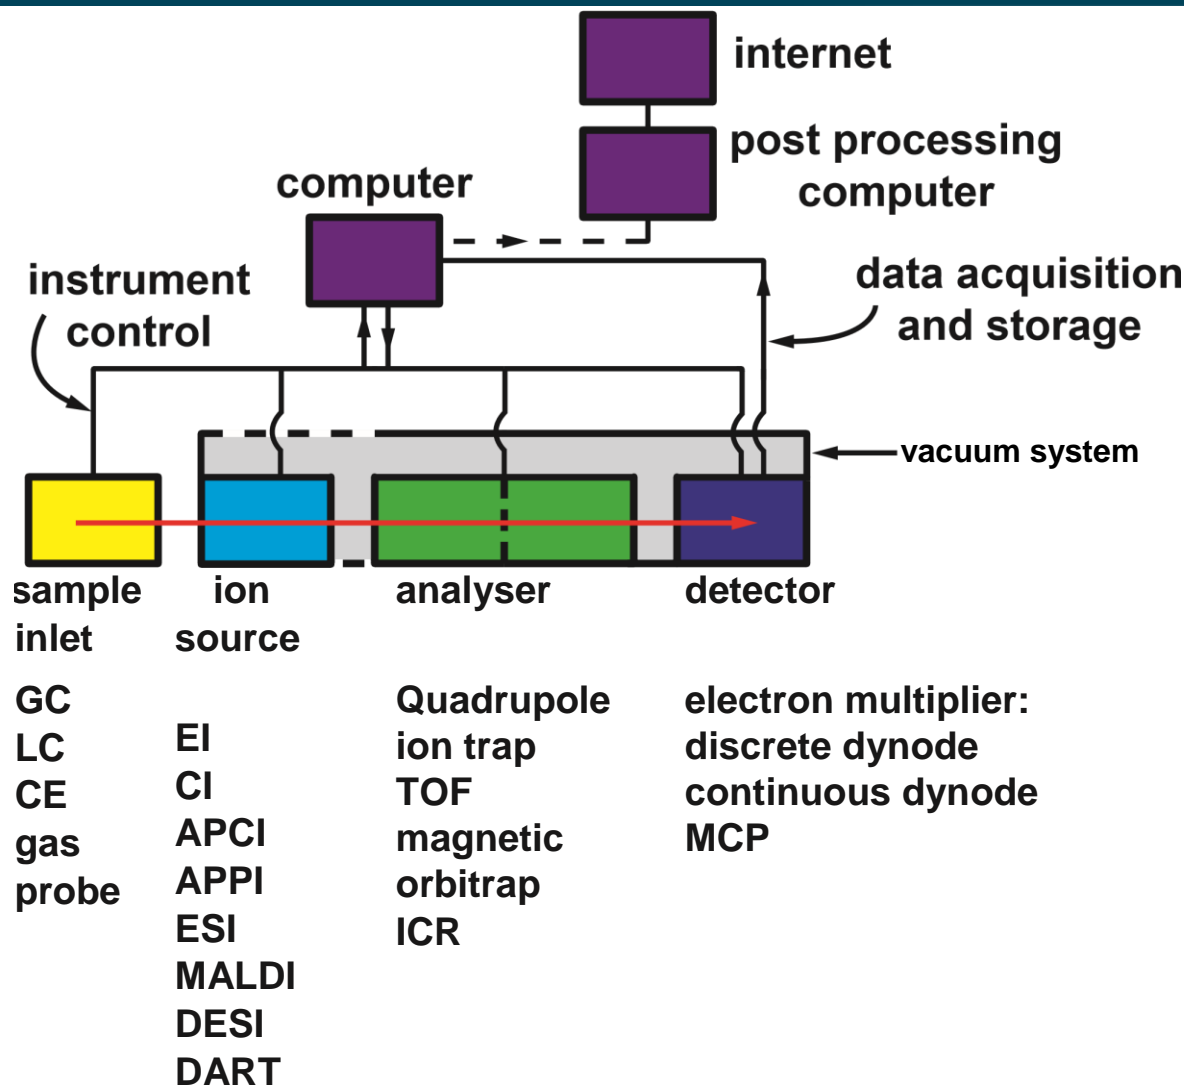 internet
post processing
computer
computer
instrument
control
data acquisition
and storage
vacuum system
sample
inlet
ion
source
analyser
detector
GC
LC
CE
gas
probe
EI
CI
APCI
APPI
ESI
MALDI
DESI
DART
Quadrupole
ion trap
TOF
magnetic
orbitrap
ICR
electron multiplier:
discrete dynode
continuous dynode
MCP